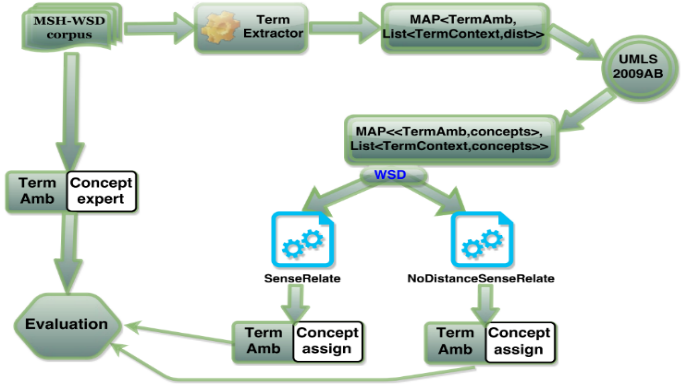 MSH-WSD
corpus
Term
Extractor
MAP<TermAmb,
List<TermContext,dist>>
UMLS
2009AB
MAP<<TermAmb,concepts>,
List<TermContext,concepts>>
WSD
Term
Amb
Concept
expert
SenseRelate
NoDistanceSenseRelate
Evaluation
Term
Amb
Concept
assign
Term
Amb
Concept
assign